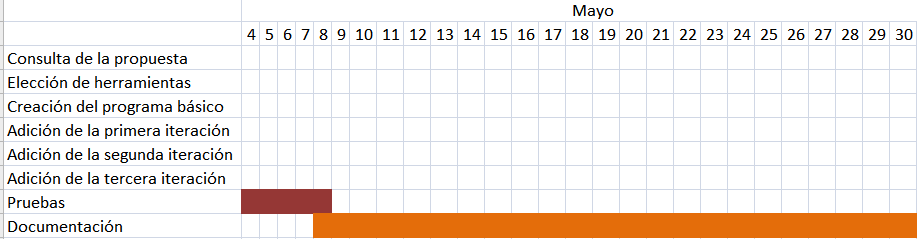 Mayo
4 5 6 7 8 9 10 11 12 13 14 15 16 17 18 19 20 21 22 23 24 25 26 27 28 29 30
Consulta de la propuesta
Elección de herramientas
Creación del programa básico
Adición de la primera iteración
Adición de la segunda iteración
Adición de la tercera iteración
Pruebas
Documentación